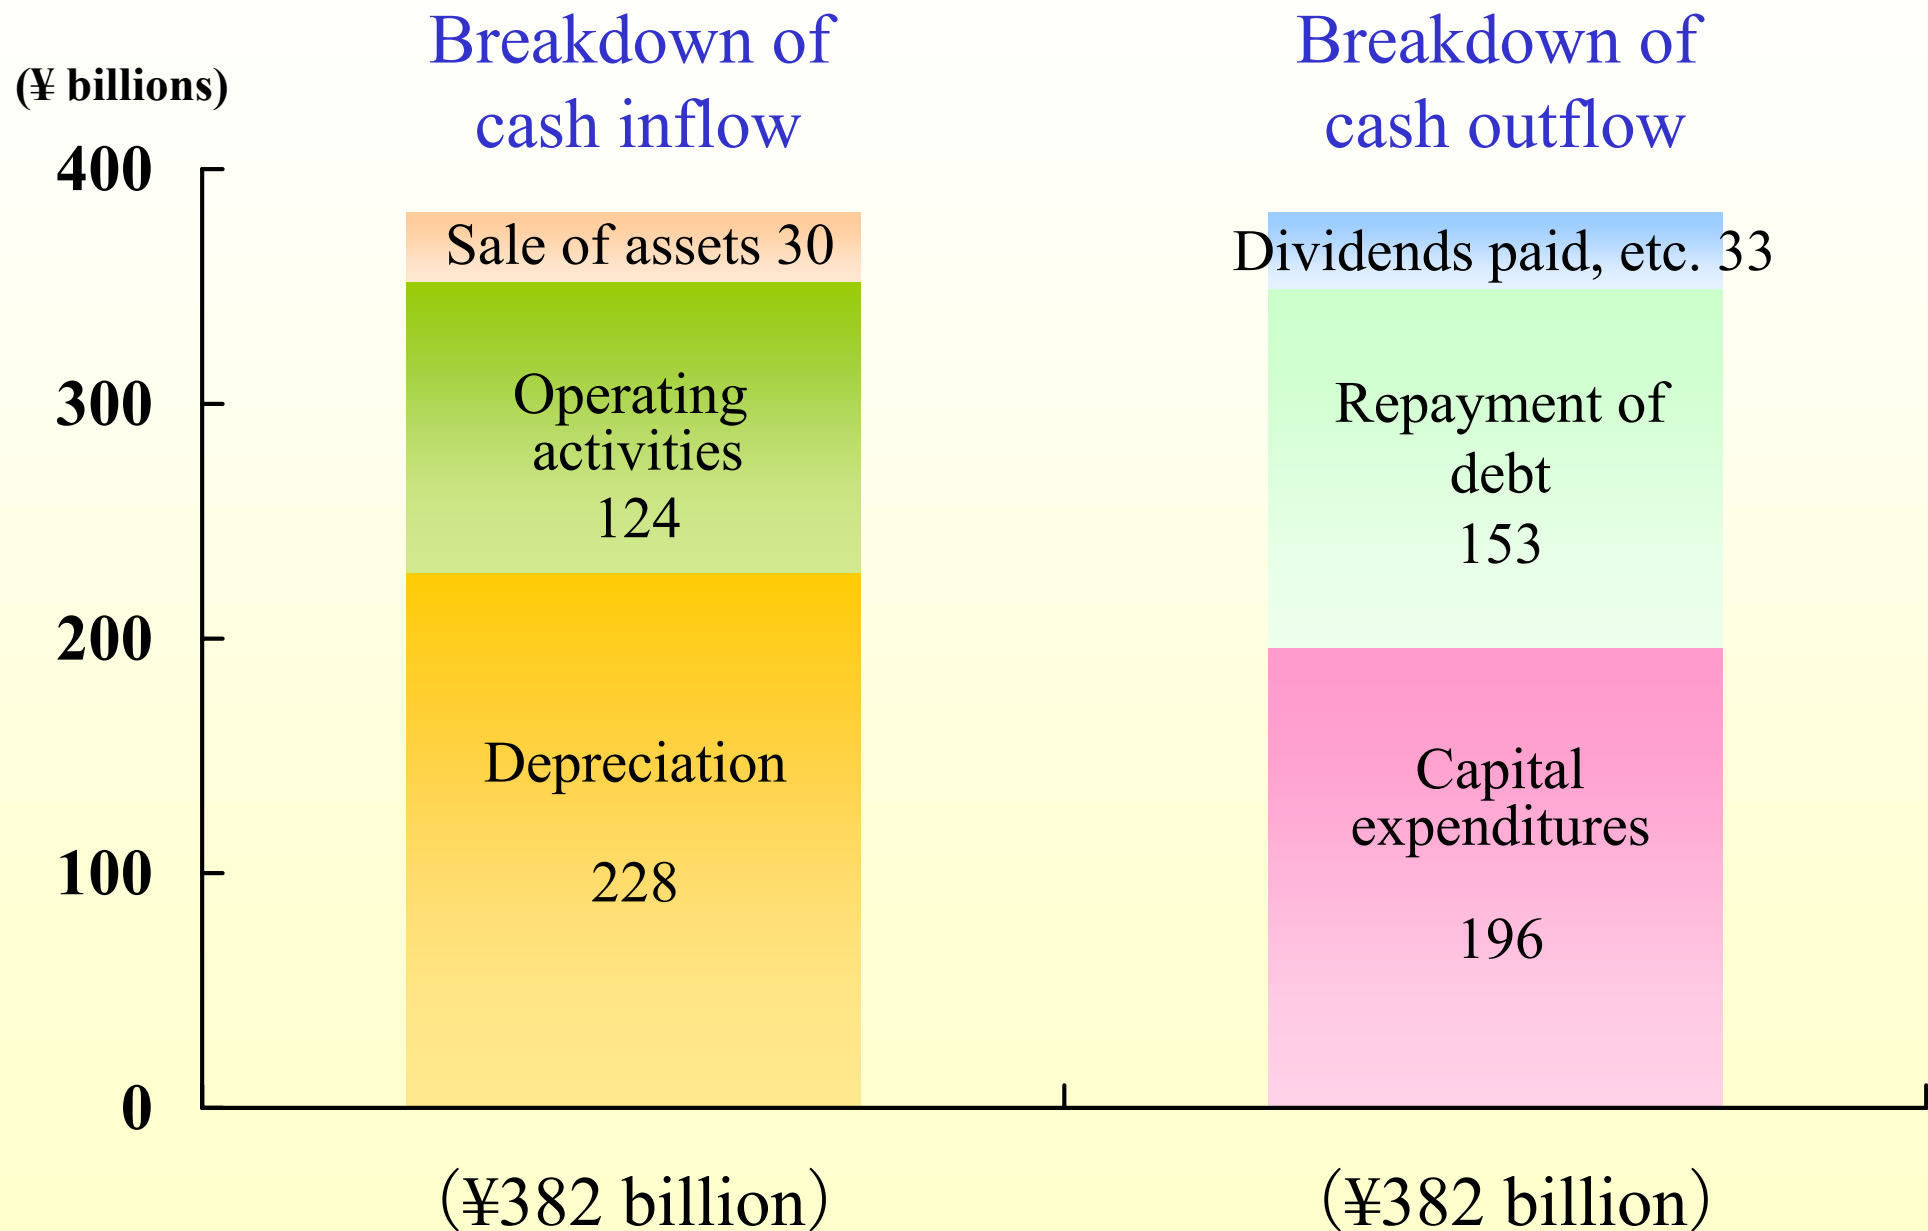 Breakdown of
cash inflow
Breakdown of
cash outflow
(¥ billions)
400
300
200
100
0
Sale of assets 30
Operating
activities
124
Depreciation
228
Dividends paid, etc. 33
Repayment of
debt
153
Capital
expenditures
196
(¥382 billion)
(¥382 billion)